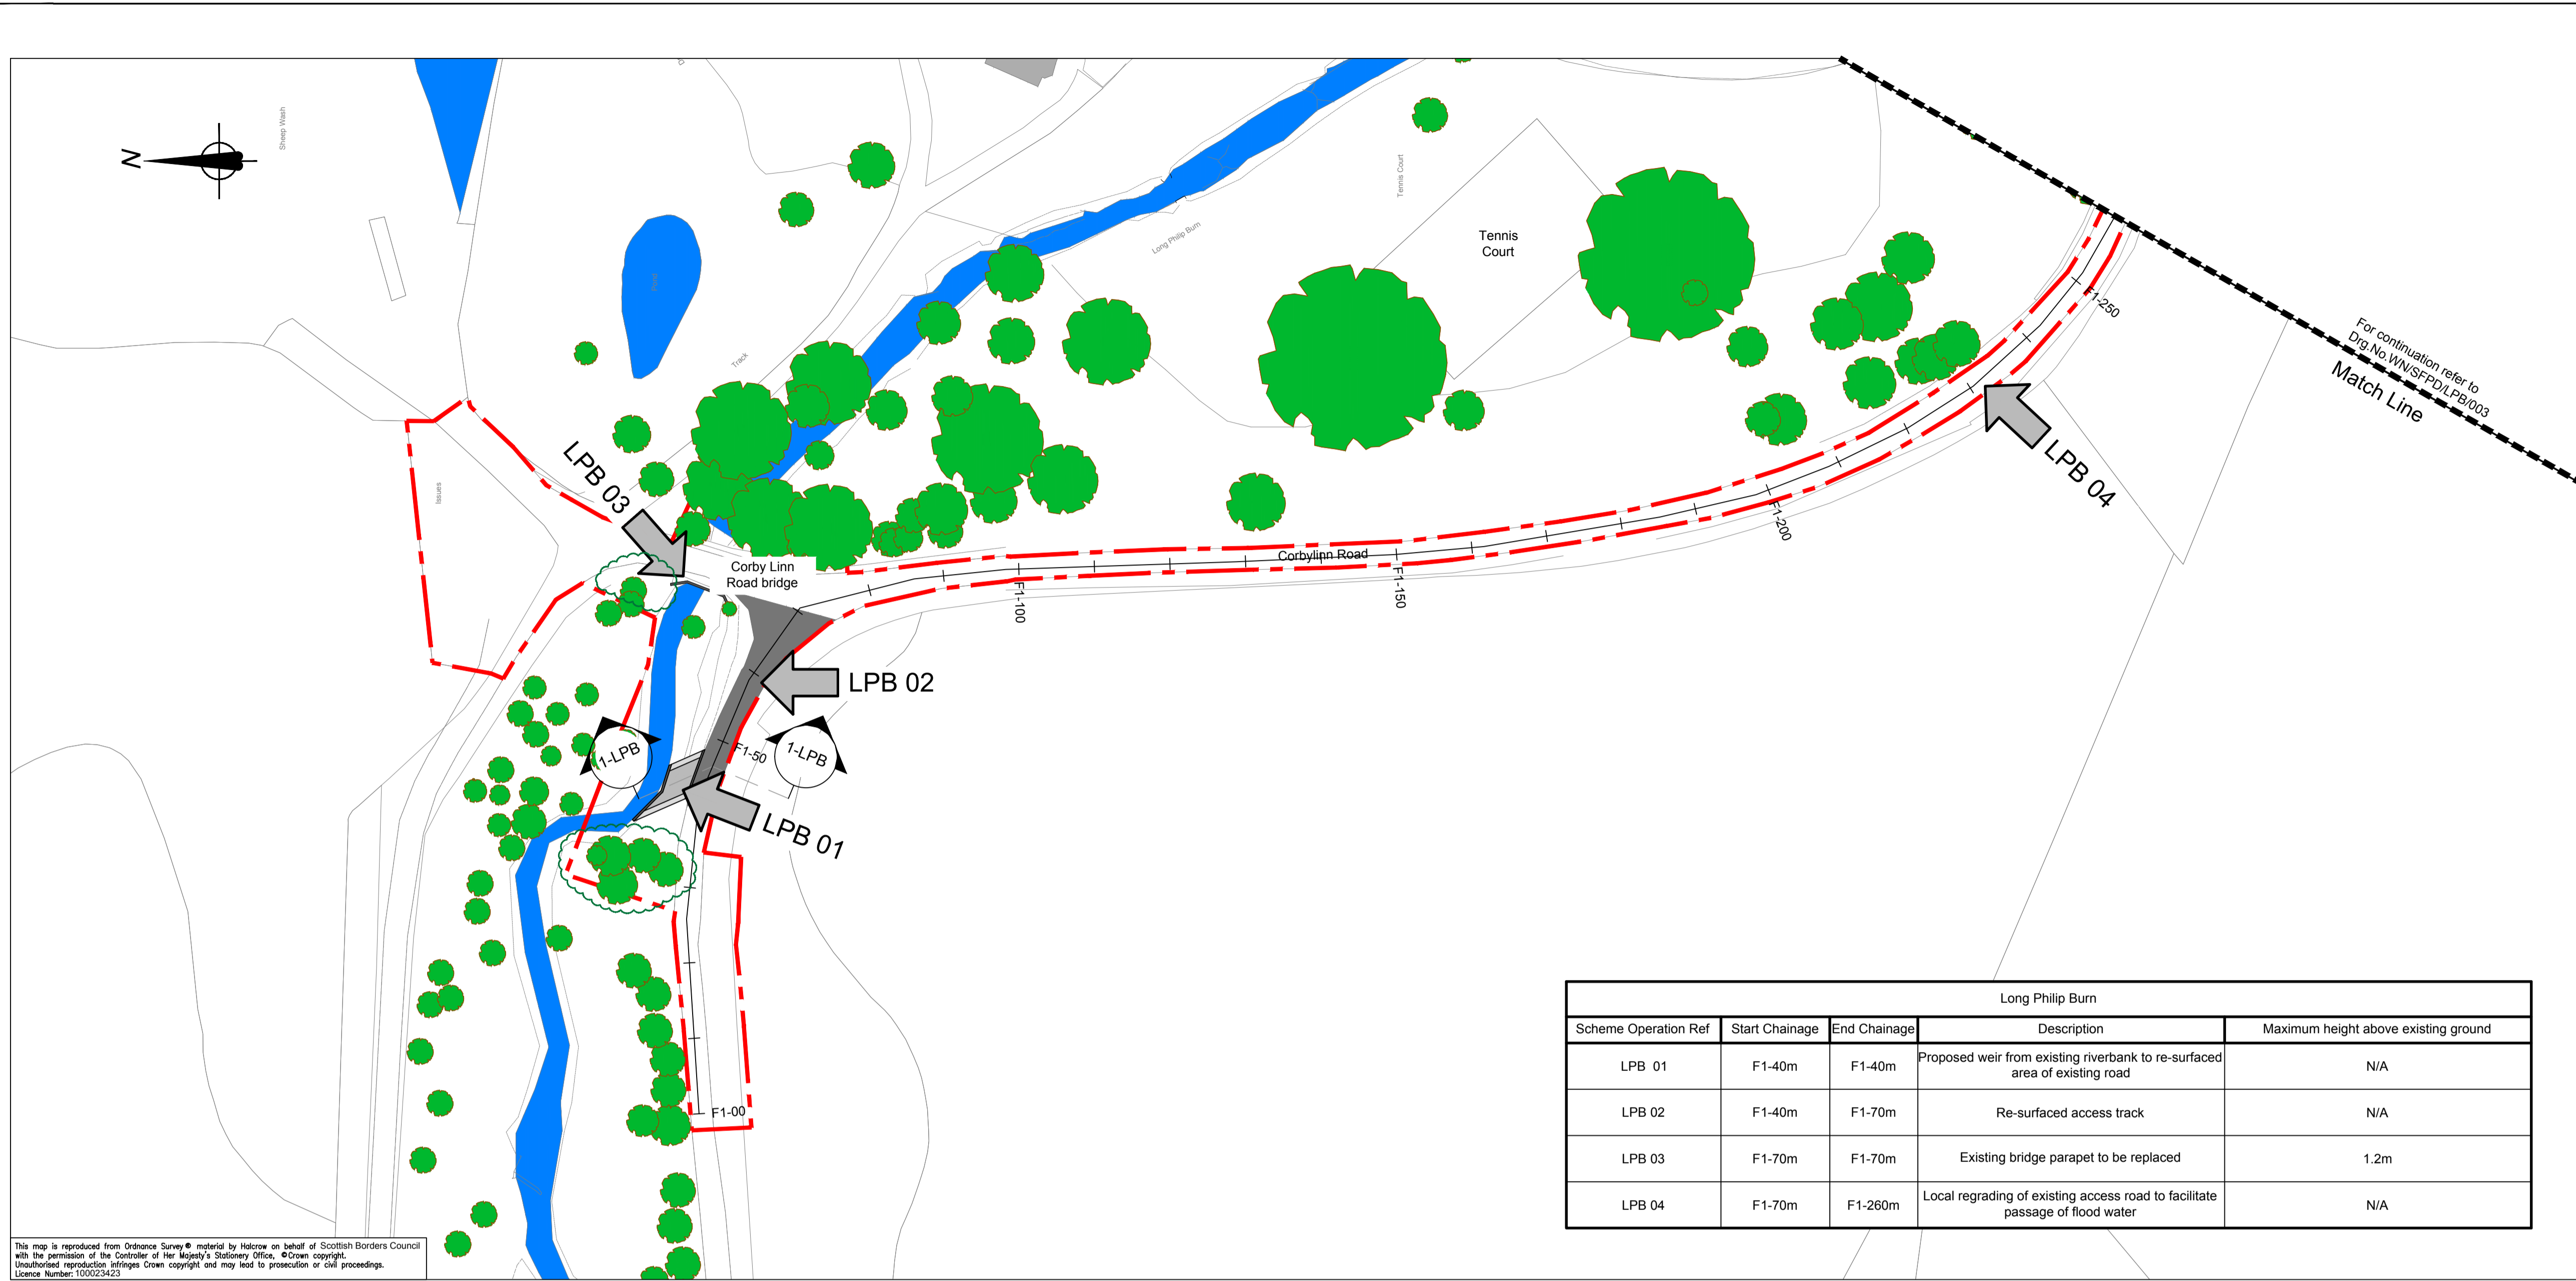 N
Sheep Wash
Pond
Track
Issues
Long Philip Burn
Tennis Court
Tennis
Court
LPB 03
Corby Linn
Road bridge
Corbylinn Road
LPB 04
For continuation refer to
Drg.No.WN/SFPD/LPB/003
Match Line
F1-250
F1-200
F1-150
F1-100
LPB 02
1-LPB
1-LPB
F1-50
LPB 01
F1-00
Long Philip Burn
Scheme Operation Ref Start Chainage End Chainage Description Maximum height above existing ground
LPB 01 F1-40m F1-40m Proposed weir from existing riverbank to re-surfaced
area of existing road N/A
LPB 02 F1-40m F1-70m Re-surfaced access track N/A
LPB 03 F1-70m F1-70m Existing bridge parapet to be replaced 1.2m
LPB 04 F1-70m F1-260m Local regrading of existing access road to facilitate
passage of flood water N/A
This map is reproduced from Ordnance Survey® material by Halcrow on behalf of Scottish Borders Council
with the permission of the Controller of Her Majesty's Stationery Office, ©Crown copyright.
Unauthorised reproduction infringes Crown copyright and may lead to prosecution or civil proceedings.
Licence Number: 100023423